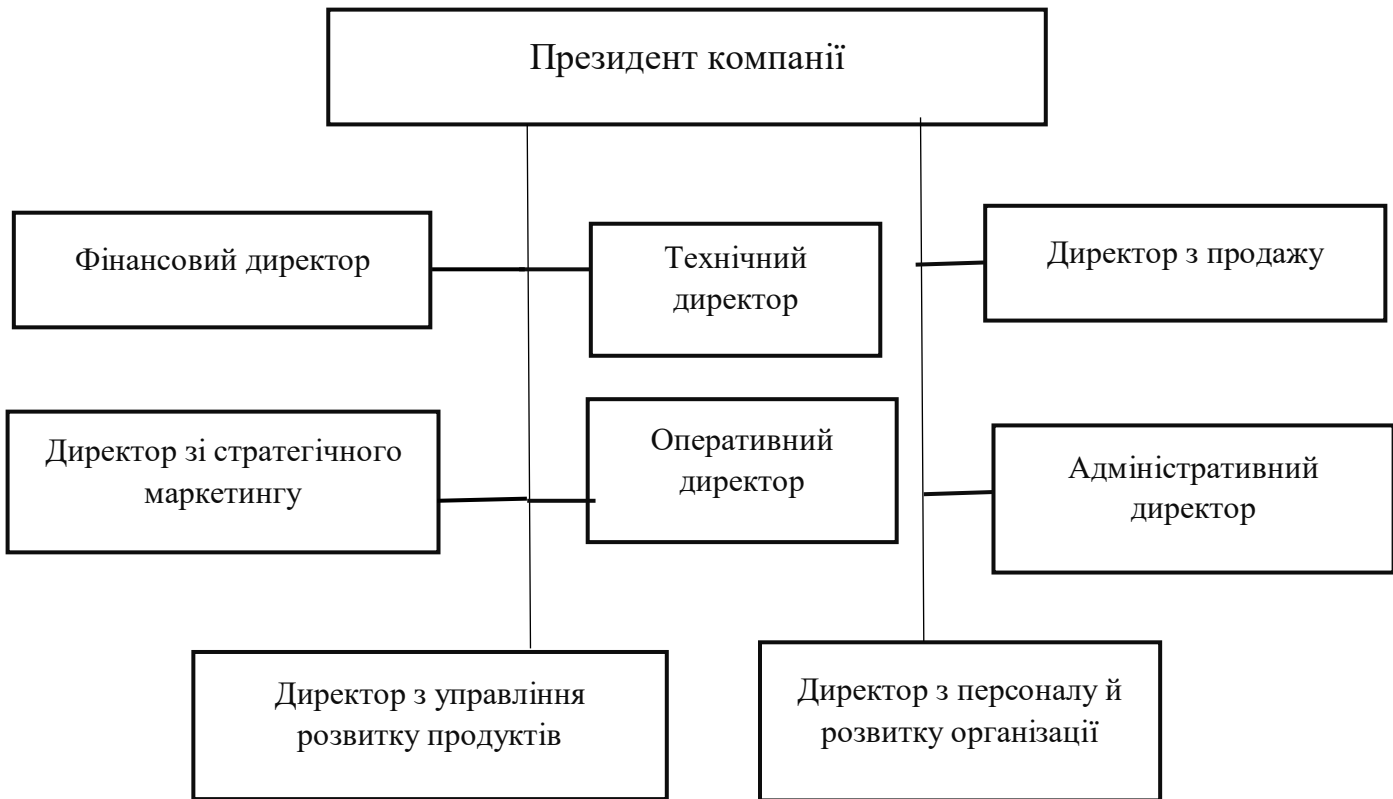 Президент компанії
Фінансовий директор
Технічний
директор
Директор з продажу
Директор зі стратегічного
маркетингу
Оперативний
директор
Адміністративний
директор
Директор з управління
розвитку продуктів
Директор з персоналу й
розвитку організації